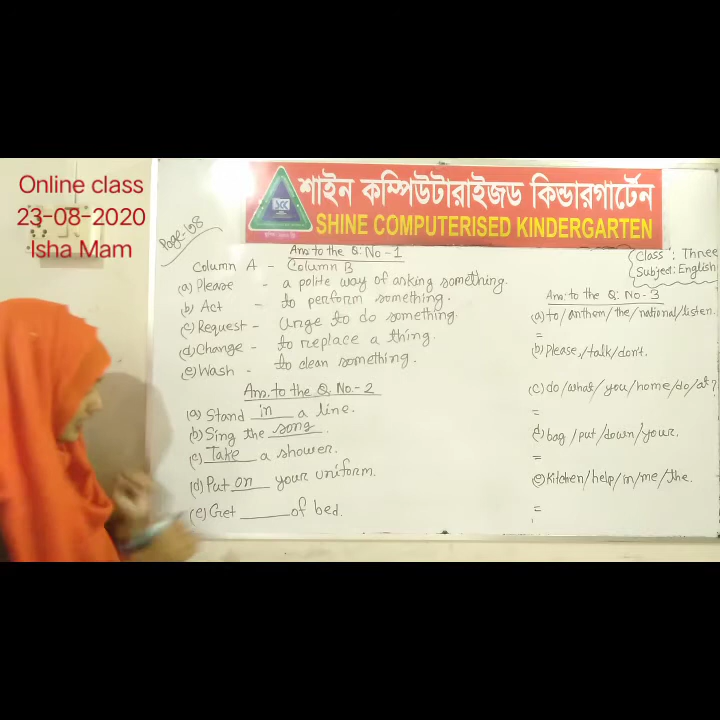 Online class
23-08-2020
Isha Mam
শাইন কম্পিউটারাইজড কিন্ডারগার্টেন
SHINE COMPUTERISED KINDERGARTEN
Page-68
Class : Three
Subject: English
Ans to the Q: No-1
Column A - Column B
(a) Please - a polite way of asking something.
(b) Act - to perform something.
(c) Request - Urge to do something.
(d) Change - to replace a thing.
(e) Wash - to clean something.
Ans. to the Q. No.-2
(a) Stand in a line.
(b) Sing the song.
(c) Take a shower.
(d) Put on your uniform.
(e) Get ______ of bed.
Ans: to the Q: No-3
(a) to/anthem/the/national/listen.
=
(b) Please,/talk/don't.
(c) do/what/you/home/do/at?
=
(d) bag/put/down/your.
=
(e) Kitchen/help/in/me/the.
=